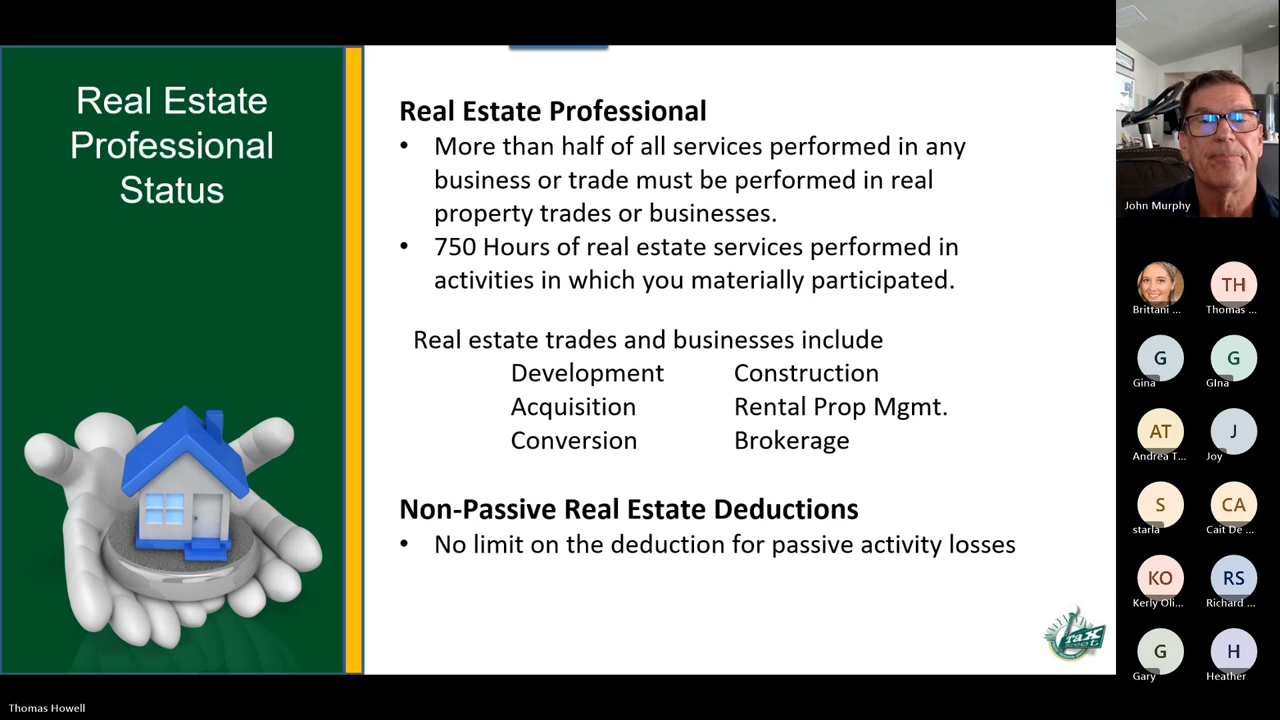 Real Estate
Professional
Status
Real Estate Professional
• More than half of all services performed in any
business or trade must be performed in real
property trades or businesses.
• 750 Hours of real estate services performed in
activities in which you materially participated.
Real estate trades and businesses include
Development Construction
Acquisition Rental Prop Mgmt.
Conversion Brokerage
Non-Passive Real Estate Deductions
• No limit on the deduction for passive activity losses
Tax
John Murphy
Brittani ...
TH
Thomas ...
G
Gina
G
GIna
AT
Andrea T...
J
Joy
S
starla
CA
Cait De ...
KO
Kerly Oli...
RS
Richard ...
G
Gary
H
Heather
Thomas Howell